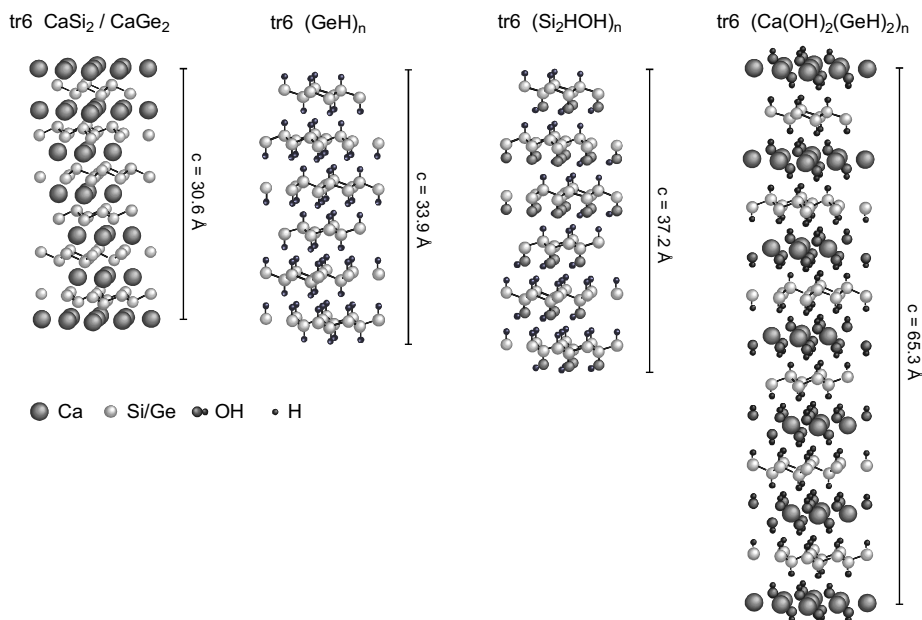 tr6 CaSi2 / CaGe2
tr6 (GeH)n
tr6 (Si2HOH)n
tr6 (Ca(OH)2(GeH)2)n
c = 30.6 Å
c = 33.9 Å
c = 37.2 Å
c = 65.3 Å
Ca
Si/Ge
OH
H